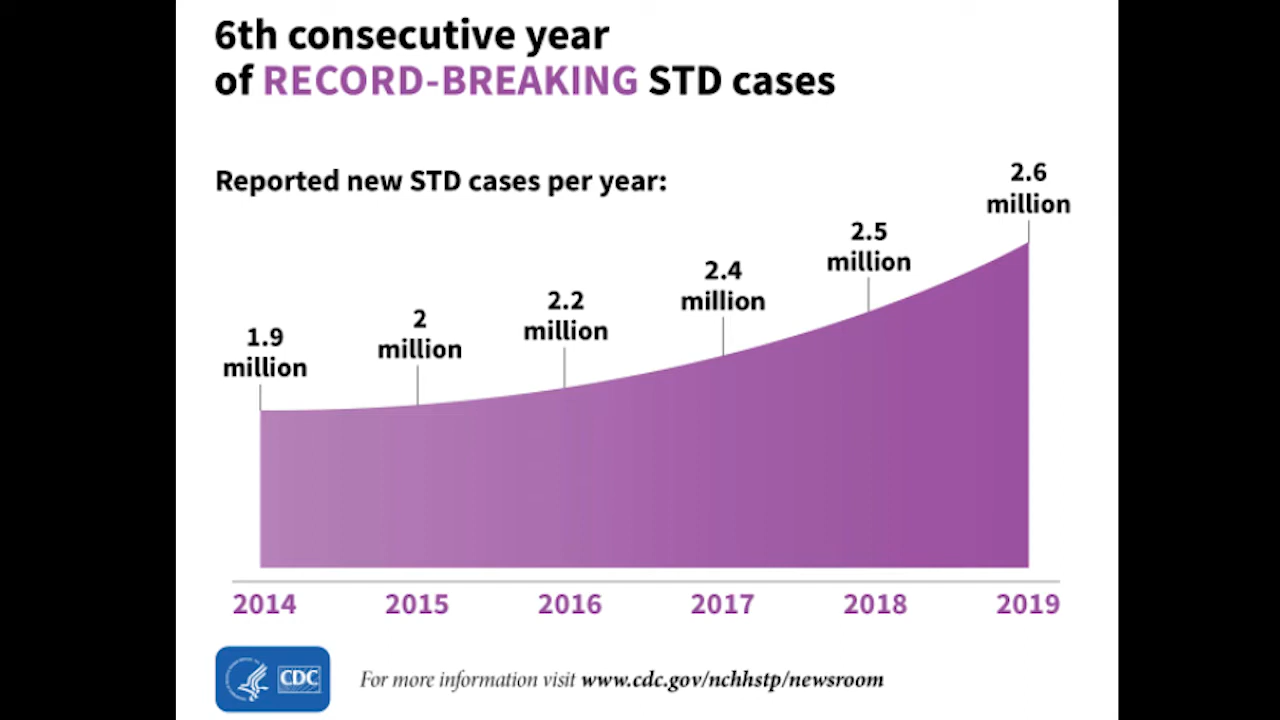 6th consecutive year
of RECORD-BREAKING STD cases
Reported new STD cases per year:
1.9
million
2
million
2.2
million
2.4
million
2.5
million
2.6
million
2014 2015 2016 2017 2018 2019
CDC
For more information visit www.cdc.gov/nchhstp/newsroom